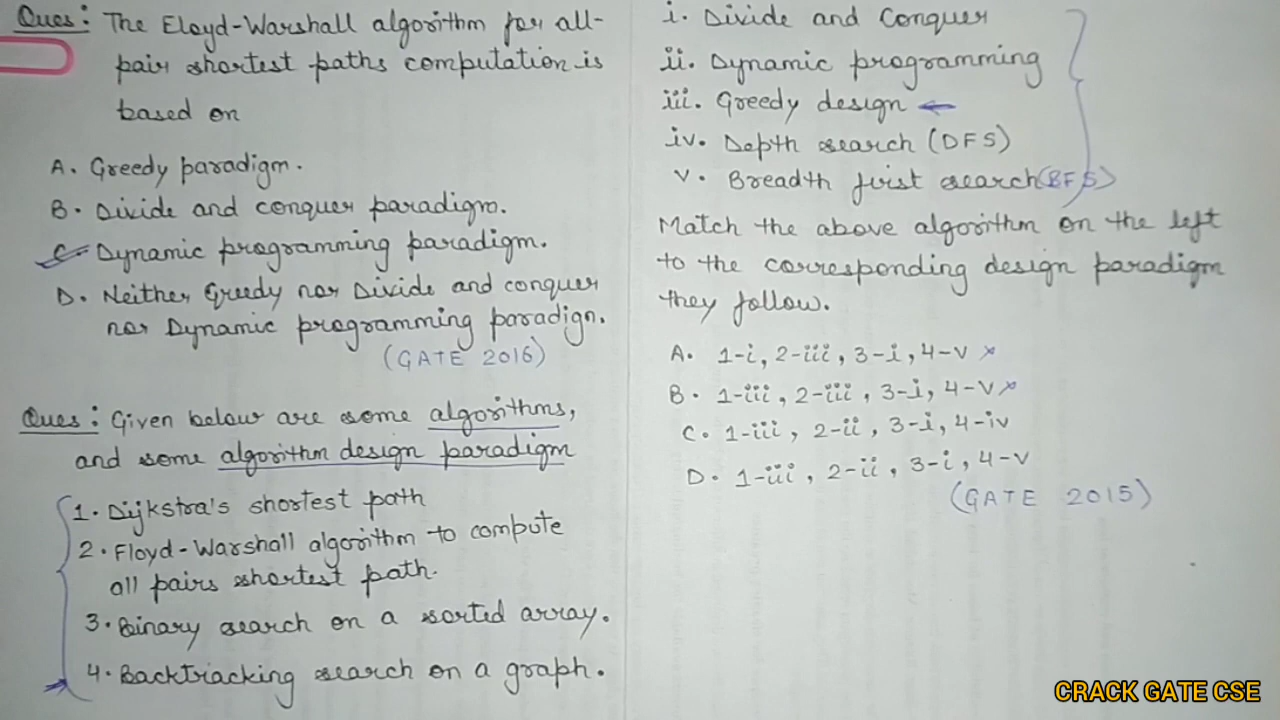 Ques: The Floyd-Warshall algorithm for all-
pair shortest paths computation is
based on
A. Greedy paradigm.
B. Divide and conquer paradigm.
C. Dynamic programming paradigm.
D. Neither Greedy nor Divide and conquer
nor Dynamic programming paradign.
(GATE 2016)
Ques: Given below are some algorithms,
and some algorithm design paradigm
1. Dijkstra's shortest path
2. Floyd-Warshall algorithm to compute
all pairs shortest path.
3. Binary search on a sorted array.
4. Backtracking search on a graph.
i. Divide and Conquer
ii. Dynamic programming
iii. Greedy design ←
iv. Depth search (DFS)
v. Breadth first search (BFS)
Match the above algorithm on the left
to the corresponding design paradigm
they follow.
A. 1-i, 2-iii, 3-i, 4-v ×
B. 1-iii, 2-iii, 3-i, 4-v ×
C. 1-iii, 2-ii, 3-i, 4-iv
D. 1-iii, 2-ii, 3-i, 4-v
(GATE 2015)
CRACK GATE CSE